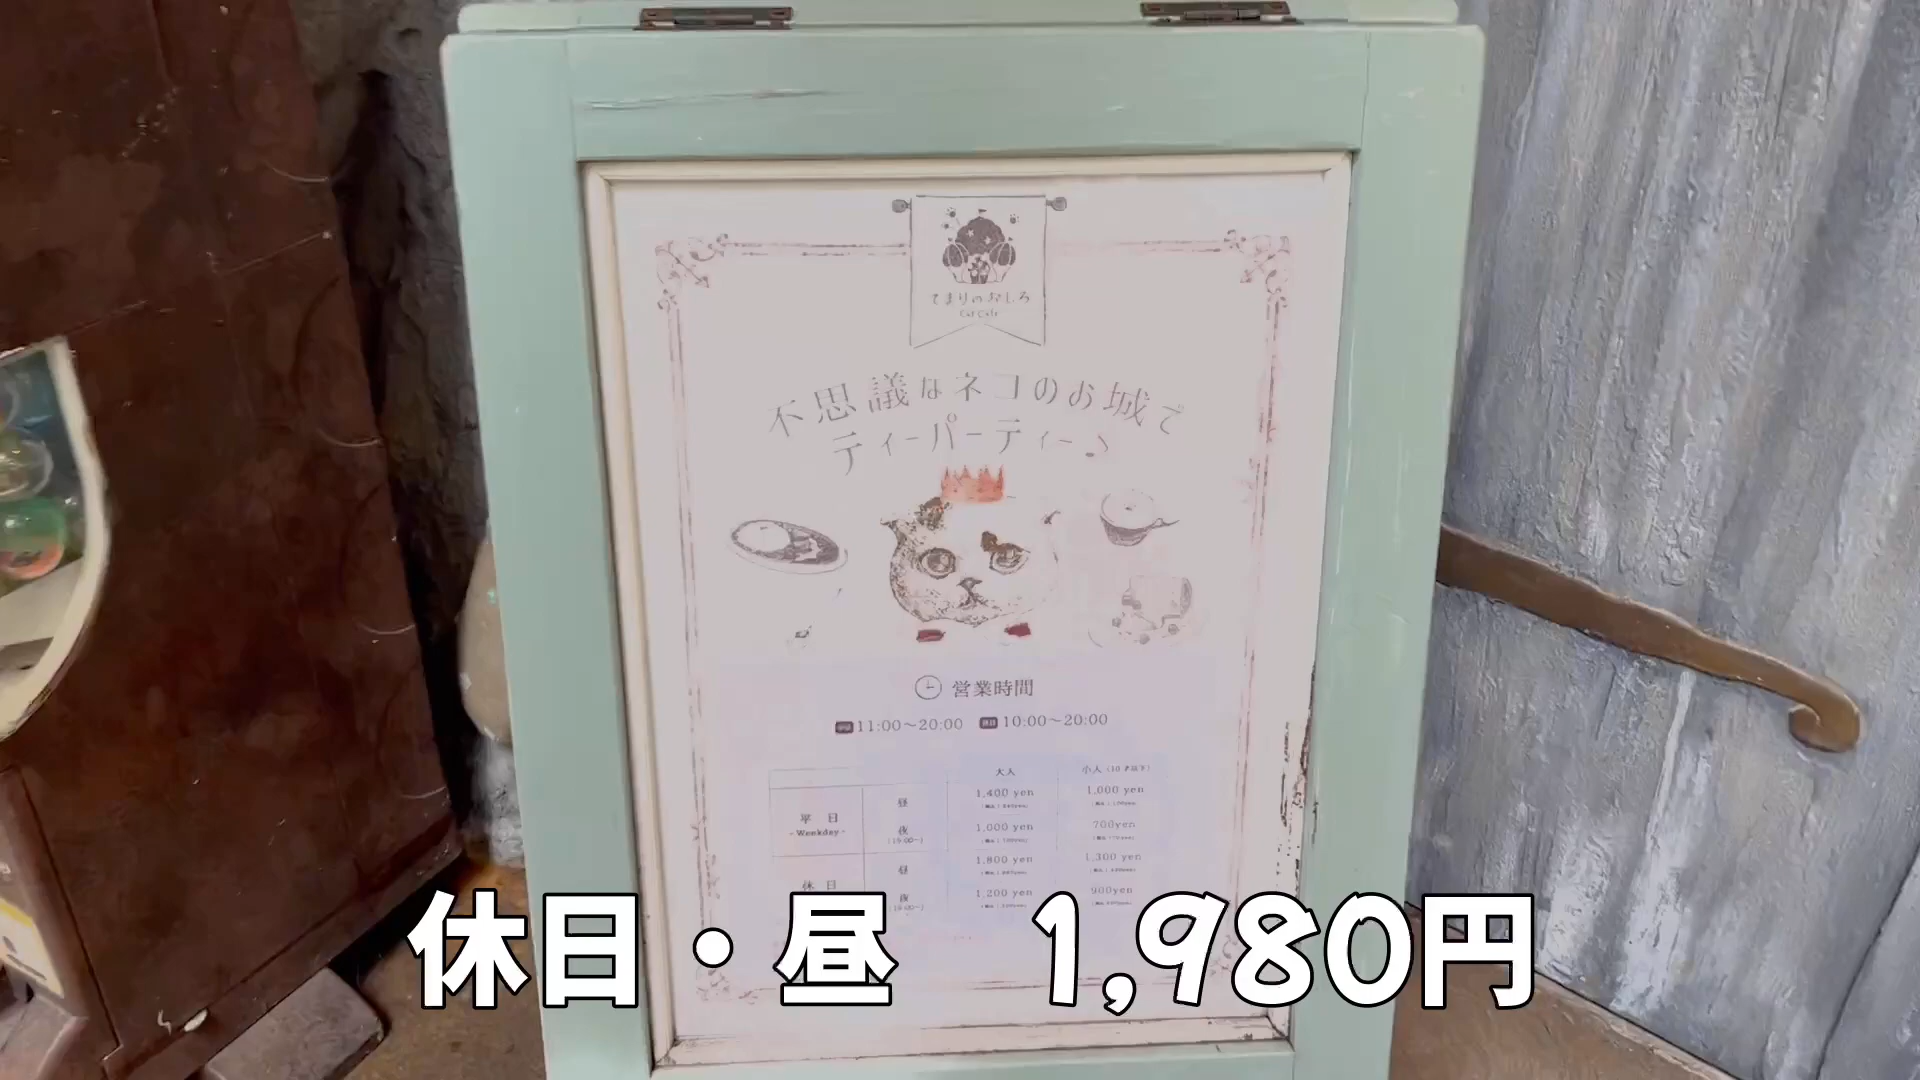 てまりのおしろ
Cat Cafe
不思議なネコのお城で
ティーパーティー♪
営業時間
11:00〜20:00 10:00〜20:00
大人 小人
平日 昼 1,400 yen 1,000 yen
- Weekday - 夜 1,000 yen 700yen
休日 昼 1,800 yen 1,300 yen
夜 1,200 yen 900yen
休日・昼 1,980円